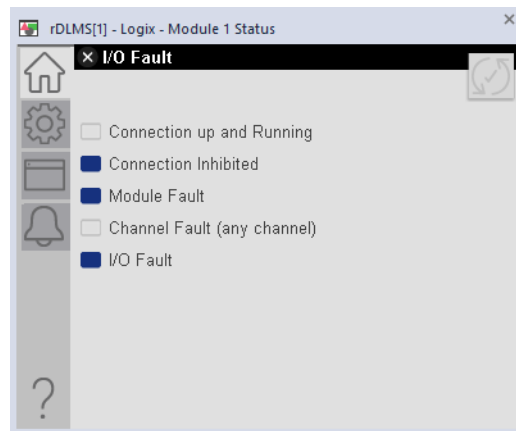 rDLMS[1] - Logix - Module 1 Status
I/O Fault
Connection up and Running
Connection Inhibited
Module Fault
Channel Fault (any channel)
I/O Fault
?